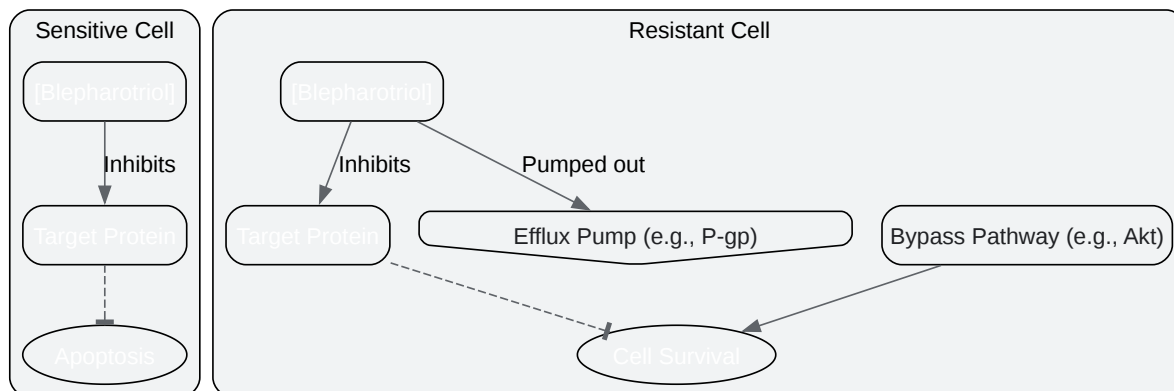 Sensitive Cell
Resistant Cell
[Blepharotriol]
[Blepharotriol]
Inhibits
Inhibits
Pumped out
Target Protein
Target Protein
Efflux Pump (e.g., P-gp)
Bypass Pathway (e.g., Akt)
Apoptosis
Cell Survival